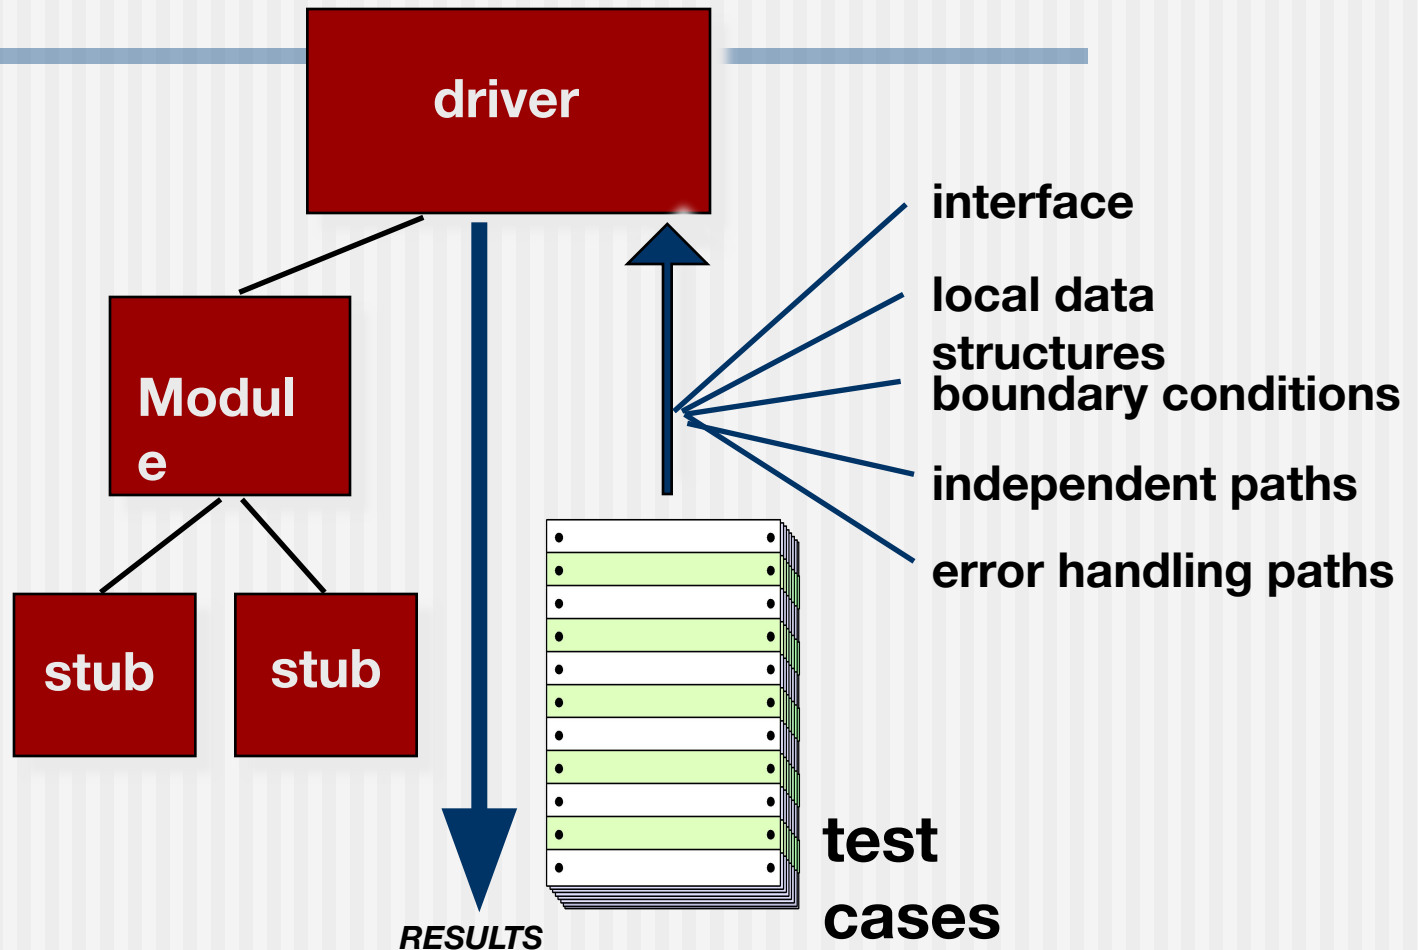 driver
interface
local data
structures
boundary conditions
independent paths
error handling paths
Modul
e
stub
stub
test
cases
RESULTS